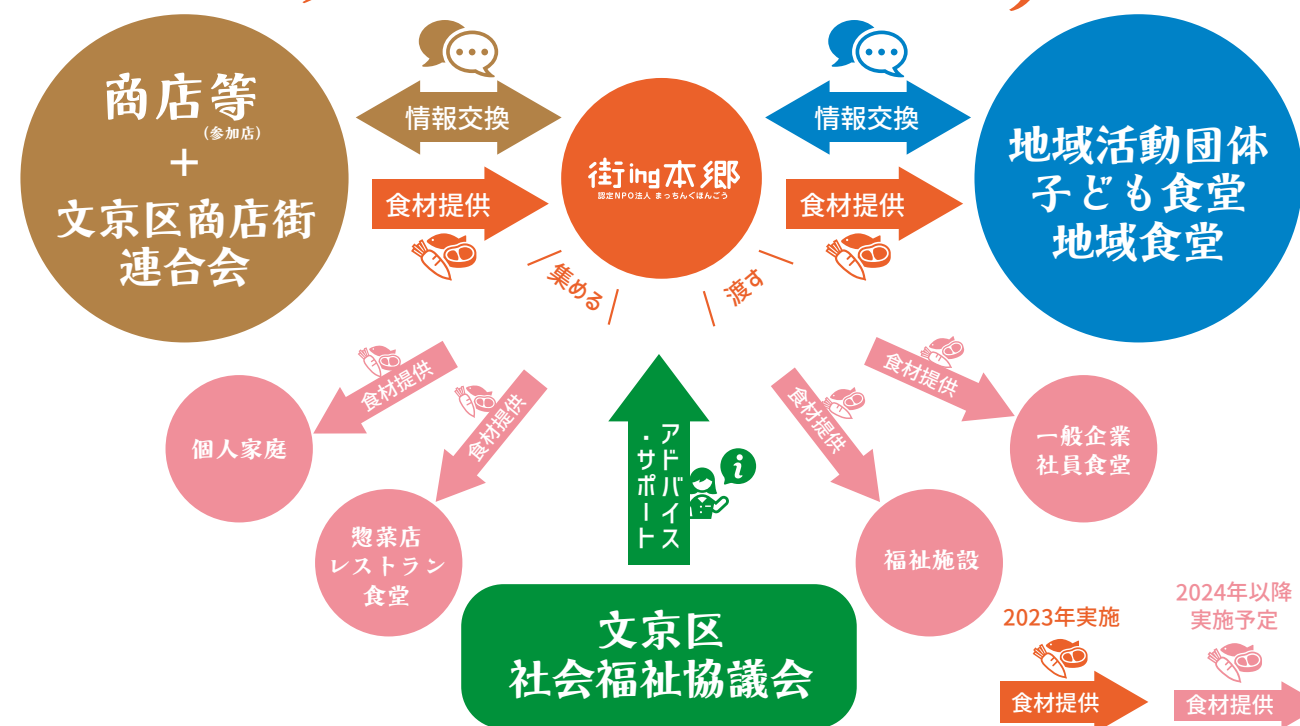 商店等
(参加店)
+
文京区商店街
連合会
情報交換
食材提供
街ing本郷
認定NPO法人 まっちんぐほんごう
集める
渡す
情報交換
食材提供
地域活動団体
子ども食堂
地域食堂
食材提供
個人家庭
食材提供
惣菜店
レストラン
食堂
アドバイス
・サポート
i
食材提供
福祉施設
食材提供
一般企業
社員食堂
文京区
社会福祉協議会
2023年実施
食材提供
2024年以降
実施予定
食材提供